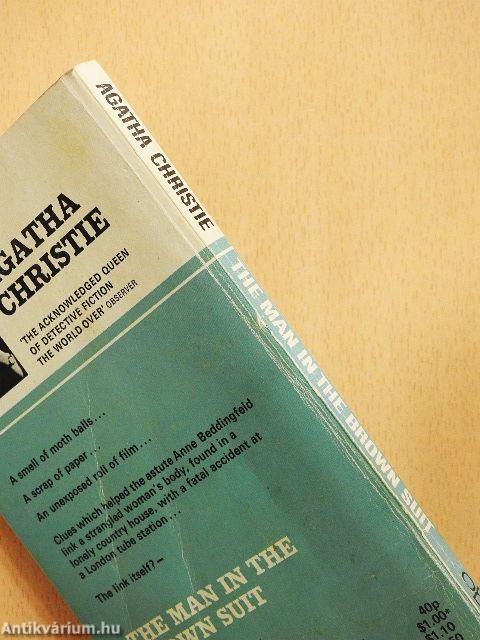 AGATHA CHRISTIE THE MAN IN THE BROWN SUIT
AGATHA
CHRISTIE
'THE ACKNOWLEDGED QUEEN
OF DETECTIVE FICTION
THE WORLD OVER' OBSERVER
A smell of moth balls...
A scrap of paper...
An unexposed roll of film...
Clues which helped the astute Anne Beddingfeld
link a strangled woman's body, found in a
lonely country house, with a fatal accident at
a London tube station...
The link itself?–
THE MAN IN THE
BROWN SUIT
40p
$1.00*
Antikvárium.hu